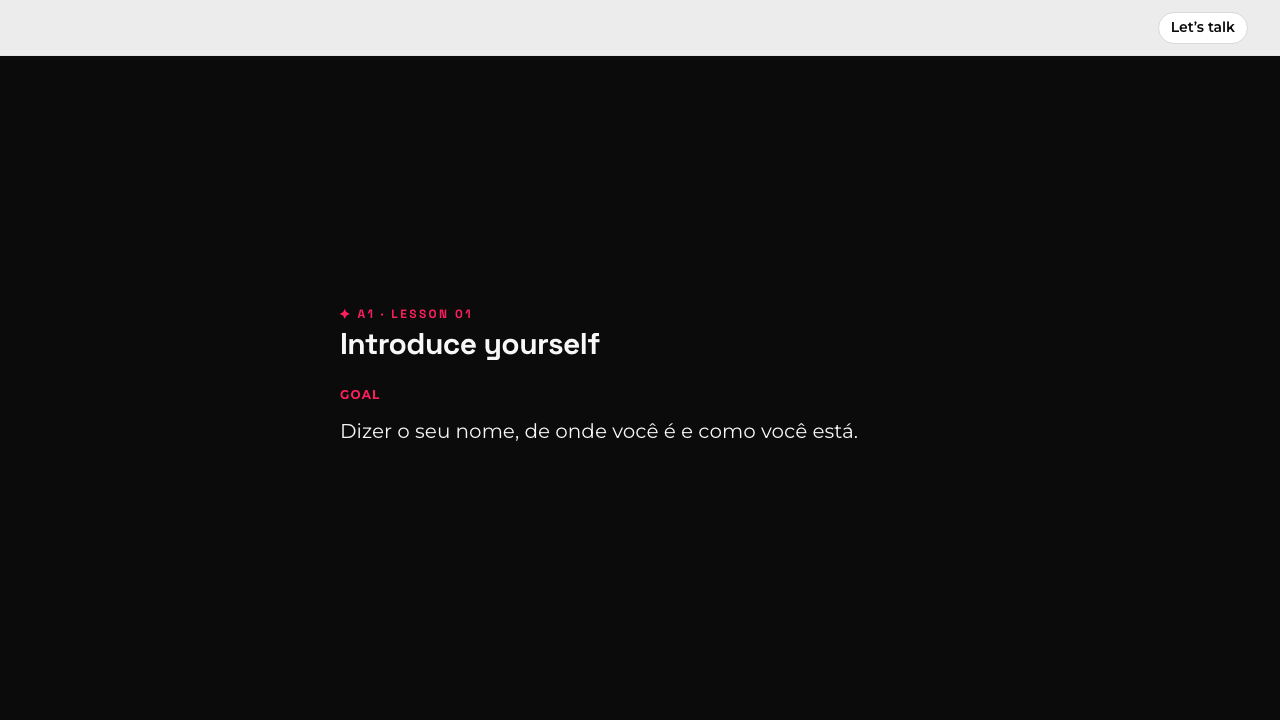 Let’s talk
✦ A1 · LESSON 01
Introduce yourself
GOAL
Dizer o seu nome, de onde você é e como você está.